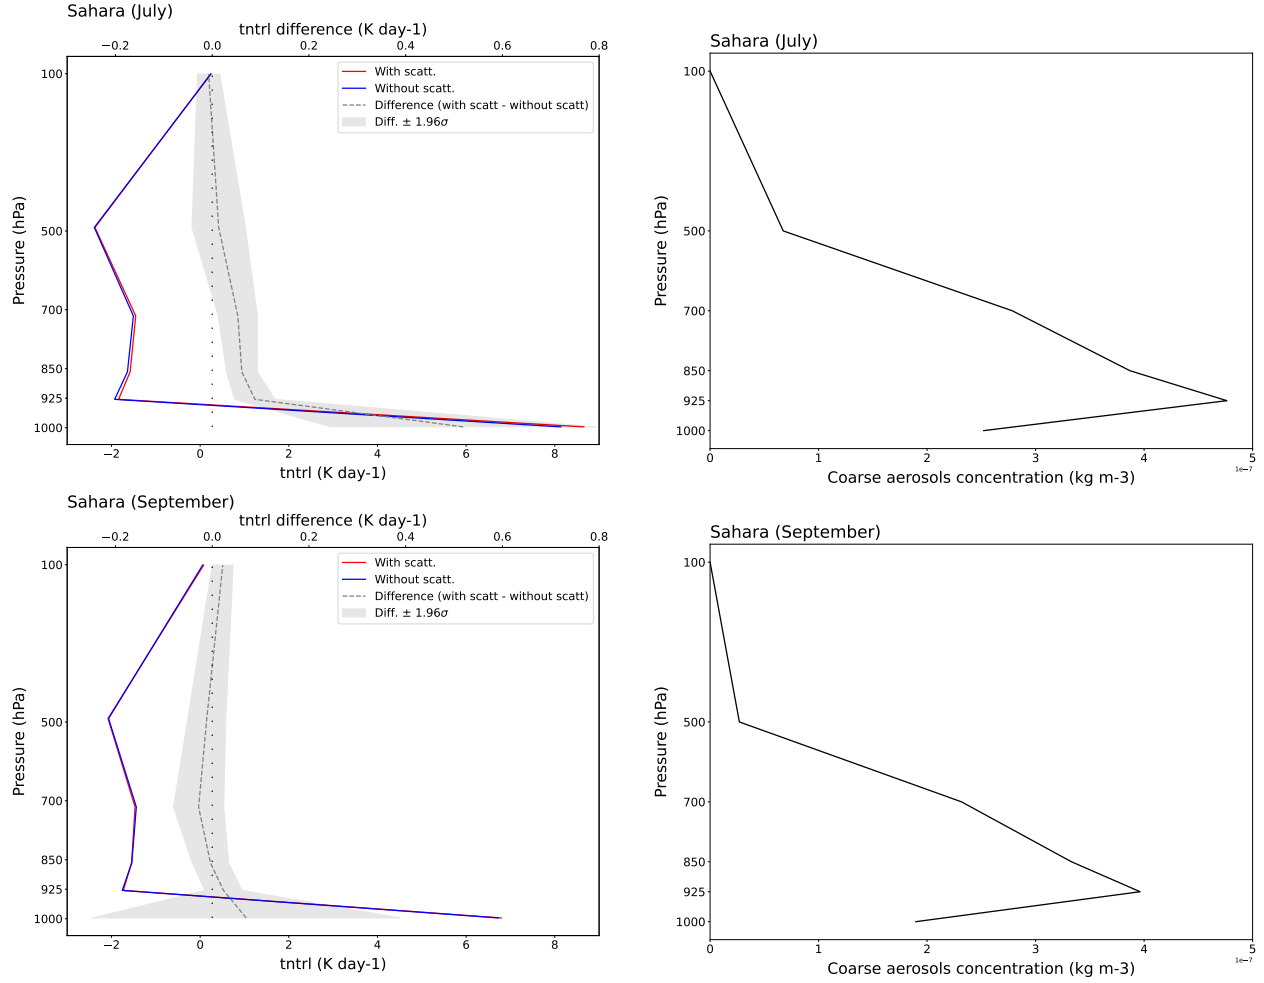 Sahara (July)
tntrl difference (K day-1)
−0.2 0.0 0.2 0.4 0.6 0.8
With scatt.
Without scatt.
Difference (with scatt - without scatt)
Diff. ± 1.96σ
Pressure (hPa)
100
500
700
850
925
1000
−2 0 2 4 6 8
tntrl (K day-1)
Sahara (July)
Pressure (hPa)
100
500
700
850
925
1000
0 1 2 3 4 5
1e−7
Coarse aerosols concentration (kg m-3)
Sahara (September)
tntrl difference (K day-1)
−0.2 0.0 0.2 0.4 0.6 0.8
With scatt.
Without scatt.
Difference (with scatt - without scatt)
Diff. ± 1.96σ
Pressure (hPa)
100
500
700
850
925
1000
−2 0 2 4 6 8
tntrl (K day-1)
Sahara (September)
Pressure (hPa)
100
500
700
850
925
1000
0 1 2 3 4 5
1e−7
Coarse aerosols concentration (kg m-3)